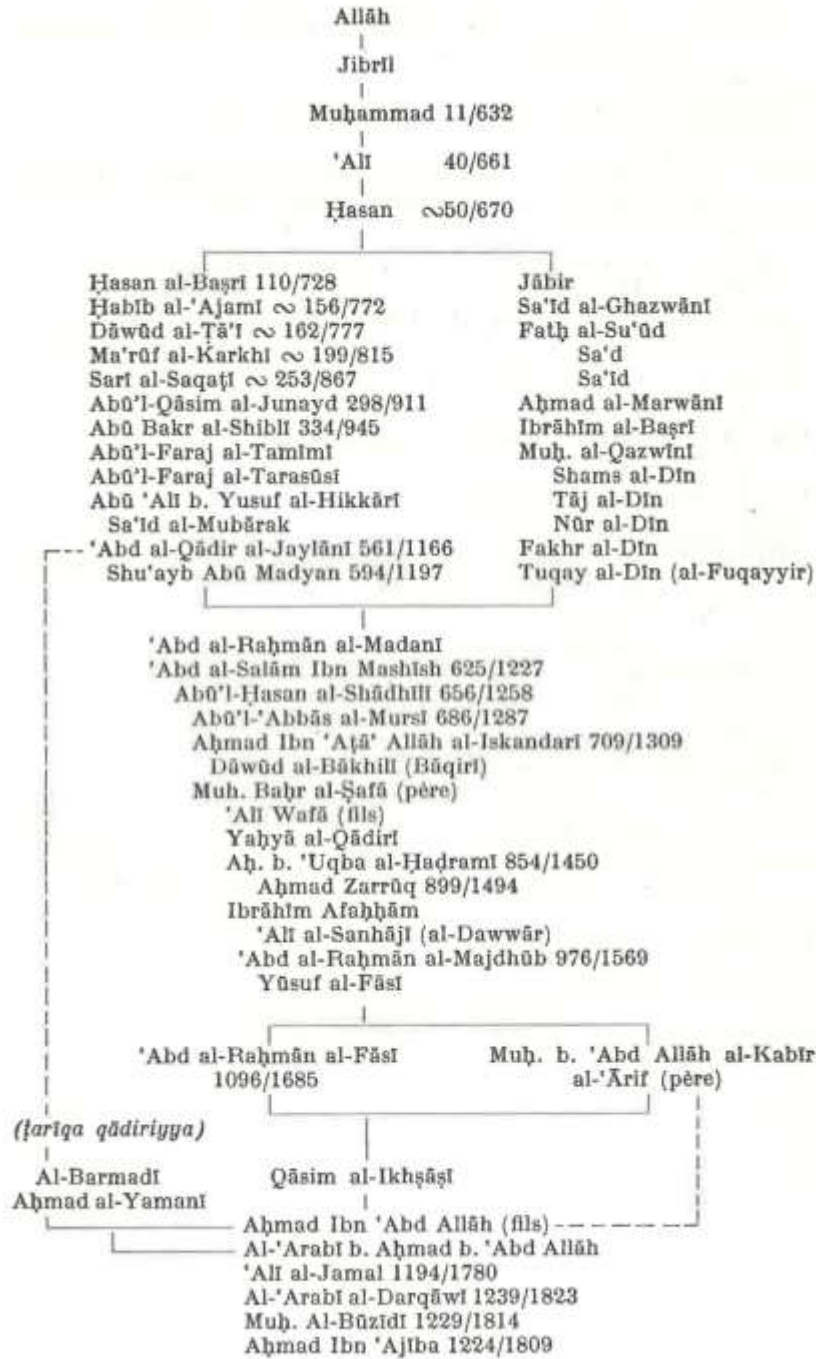 Allāh
Jibrīl
Muḥammad 11/632
'Alī 40/661
Ḥasan ∾50/670
Ḥasan al-Baṣrī 110/728
Ḥabīb al-'Ajamī ∾ 156/772
Dāwūd al-Ṭā'ī ∾ 162/777
Ma'rūf al-Karkhī ∾ 199/815
Sarī al-Saqaṭī ∾ 253/867
Abū'l-Qāsim al-Junayd 298/911
Abū Bakr al-Shiblī 334/945
Abū'l-Faraj al-Tamīmī
Abū'l-Faraj al-Tarasūsī
Abū 'Alī b. Yusuf al-Hikkārī
Sa'īd al-Mubārak
'Abd al-Qādir al-Jaylānī 561/1166
Shu'ayb Abū Madyan 594/1197
Jābir
Sa'īd al-Ghazwānī
Fatḥ al-Su'ūd
Sa'd
Sa'īd
Aḥmad al-Marwānī
Ibrāhīm al-Baṣrī
Muḥ. al-Qazwīnī
Shams al-Dīn
Tāj al-Dīn
Nūr al-Dīn
Fakhr al-Dīn
Tuqay al-Dīn (al-Fuqayyir)
'Abd al-Raḥmān al-Madanī
'Abd al-Salām Ibn Mashīsh 625/1227
Abū'l-Ḥasan al-Shādhilī 656/1258
Abū'l-'Abbās al-Mursī 686/1287
Aḥmad Ibn 'Aṭā' Allāh al-Iskandarī 709/1309
Dāwūd al-Bākhilī (Bāqirī)
Muh. Baḥr al-Ṣafā (père)
'Alī Wafā (fils)
Yaḥyā al-Qādirī
Aḥ. b. 'Uqba al-Ḥaḍramī 854/1450
Aḥmad Zarrūq 899/1494
Ibrāhīm Afaḥḥām
'Alī al-Sanhājī (al-Dawwār)
'Abd al-Raḥmān al-Majdhūb 976/1569
Yūsuf al-Fāsī
'Abd al-Raḥmān al-Fāsī
1096/1685
Muḥ. b. 'Abd Allāh al-Kabīr
al-'Ārif (père)
(ṭarīqa qādiriyya)
Al-Barmadī
Aḥmad al-Yamanī
Qāsim al-Ikhṣāṣī
Aḥmad Ibn 'Abd Allāh (fils)
Al-'Arabī b. Aḥmad b. 'Abd Allāh
'Alī al-Jamal 1194/1780
Al-'Arabī al-Darqāwī 1239/1823
Muḥ. Al-Būzīdī 1229/1814
Aḥmad Ibn 'Ajība 1224/1809